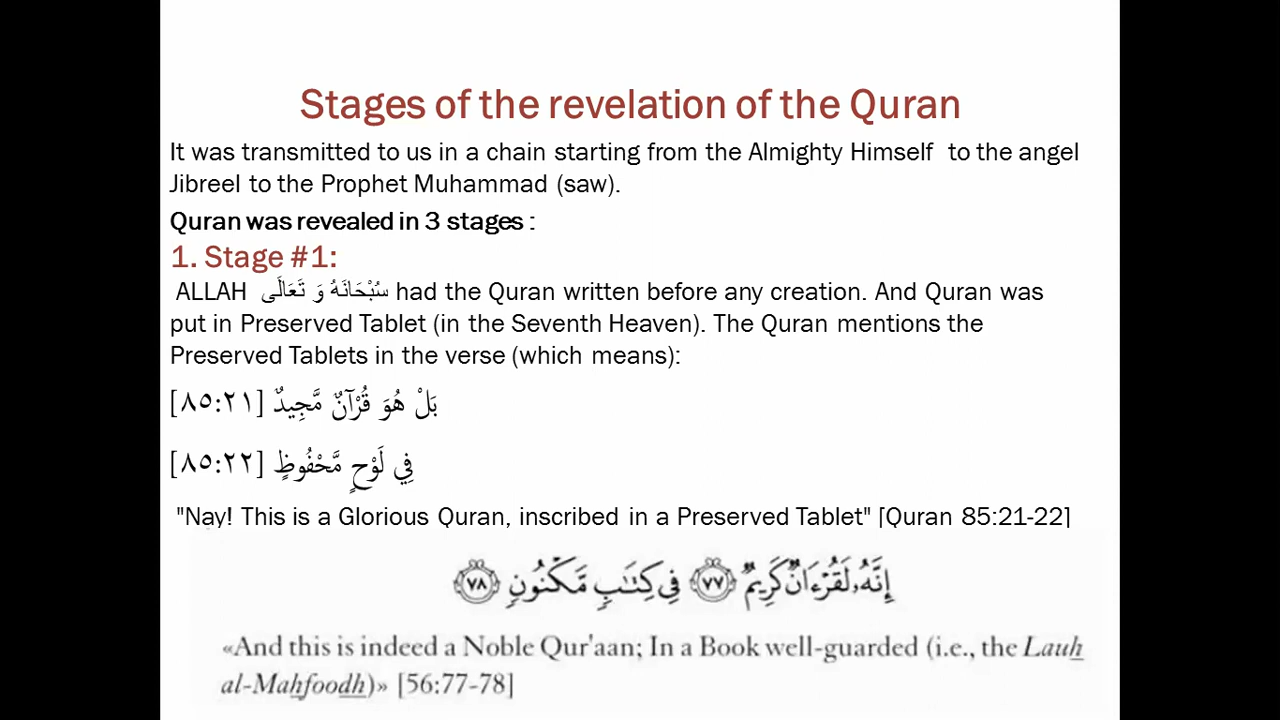 Stages of the revelation of the Quran
It was transmitted to us in a chain starting from the Almighty Himself to the angel
Jibreel to the Prophet Muhammad (saw).
Quran was revealed in 3 stages :
1. Stage #1:
ALLAH سُبْحَانَهُ وَ تَعَالَى had the Quran written before any creation. And Quran was
put in Preserved Tablet (in the Seventh Heaven). The Quran mentions the
Preserved Tablets in the verse (which means):
بَلْ هُوَ قُرْآنٌ مَّجِيدٌ [٨٥:٢١]
فِي لَوْحٍ مَّحْفُوظٍ [٨٥:٢٢]
"Nay! This is a Glorious Quran, inscribed in a Preserved Tablet" [Quran 85:21-22]
إِنَّهُۥ لَقُرْءَانٌ كَرِيمٌ ٧٧ فِى كِتَـٰبٍ مَّكْنُونٍ ٧٨
«And this is indeed a Noble Qur'aan; In a Book well-guarded (i.e., the Lauh
al-Mahfoodh)» [56:77-78]